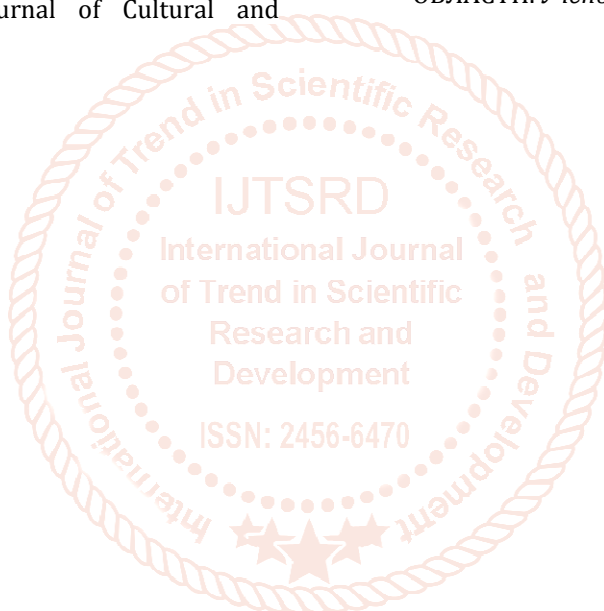 Journal of Cultural and
International Journal of Trend in Scientific Research and Development
IJTSRD
International Journal
of Trend in Scientific
Research and
Development
ISSN: 2456-6470